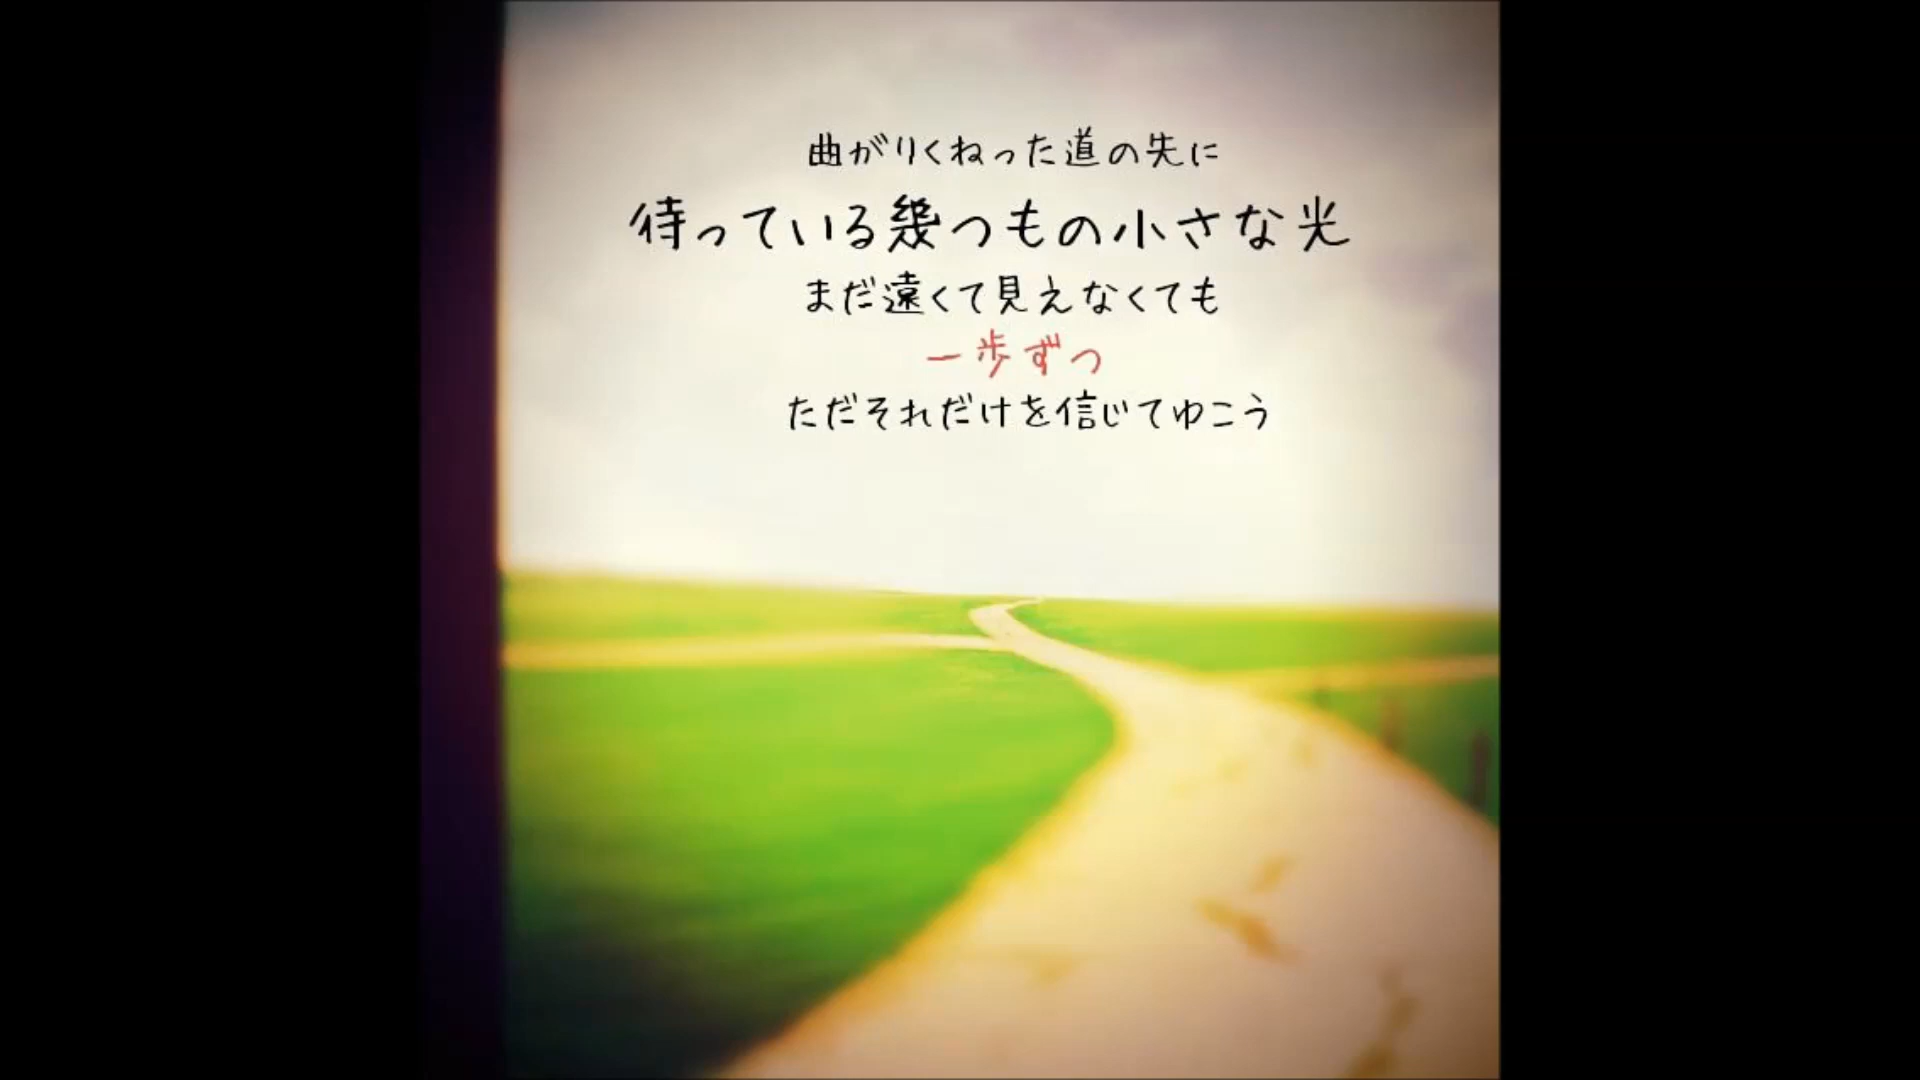 曲がりくねった道の先に
待っている幾つもの小さな光
まだ遠くて見えなくても
一歩ずつ
ただそれだけを信じてゆこう